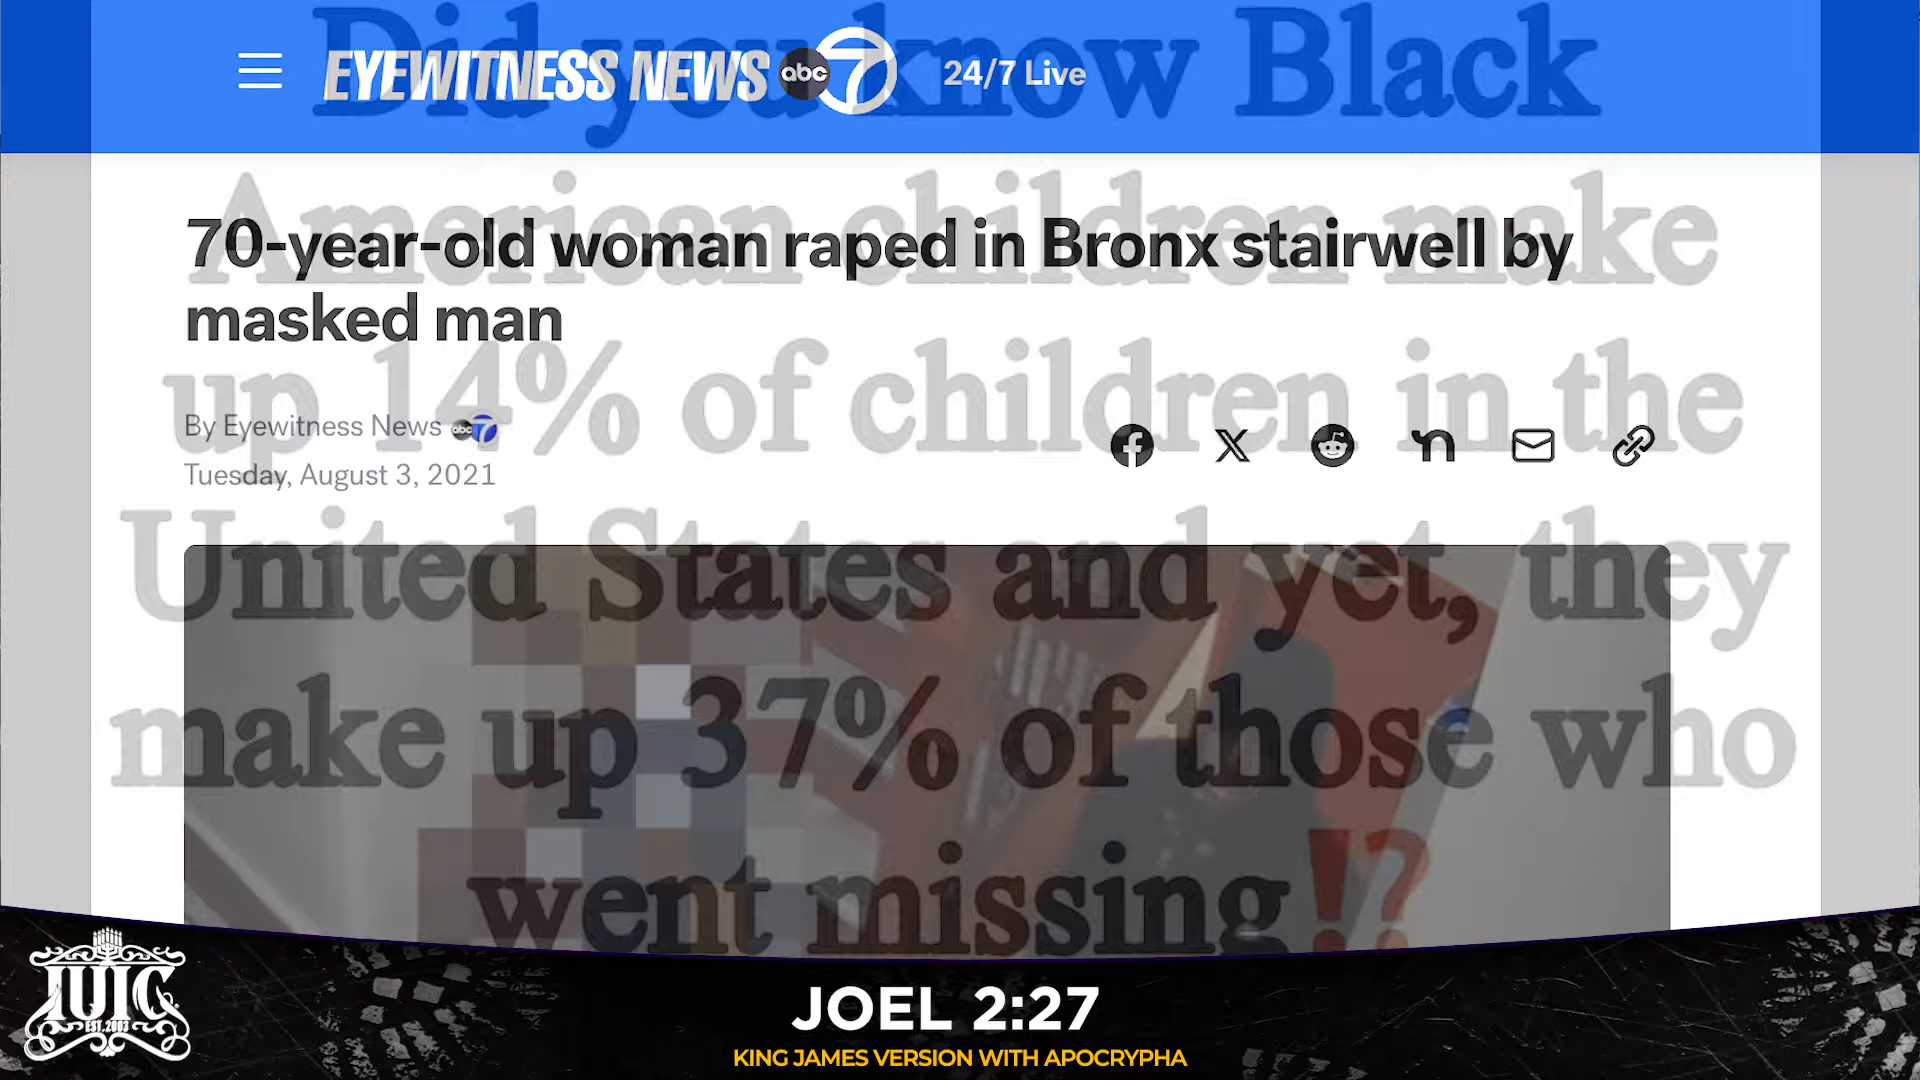 EYEWITNESS NEWS abc 7 24/7 Live
Did you know Black
American children make
up 14% of children in the
United States and yet, they
make up 37% of those who
went missing⁉
70-year-old woman raped in Bronx stairwell by
masked man
By Eyewitness News abc7
Tuesday, August 3, 2021
IUIC
EST. 2003
JOEL 2:27
KING JAMES VERSION WITH APOCRYPHA